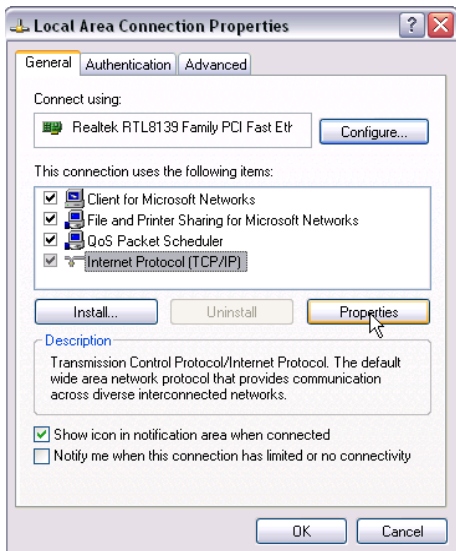 Local Area Connection Properties
General Authentication Advanced
Connect using:
Realtek RTL8139 Family PCI Fast Eth
Configure...
This connection uses the following items:
Client for Microsoft Networks
File and Printer Sharing for Microsoft Networks
QoS Packet Scheduler
Internet Protocol (TCP/IP)
Install... Uninstall Properties
Description
Transmission Control Protocol/Internet Protocol. The default
wide area network protocol that provides communication
across diverse interconnected networks.
Show icon in notification area when connected
Notify me when this connection has limited or no connectivity
OK Cancel